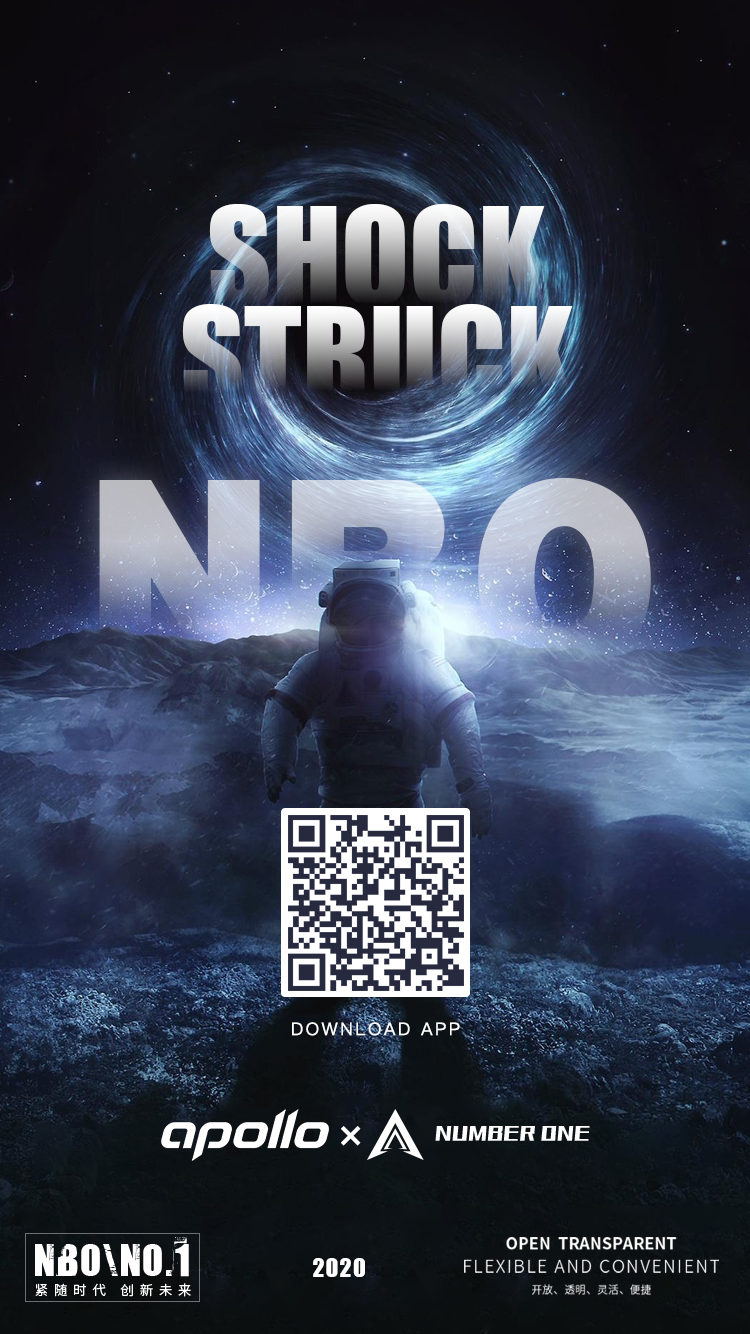 SHOCK
STRUCK
NBO
DOWNLOAD APP
apollo × NUMBER ONE
NBO\NO.1
紧随时代 创新未来
2020
OPEN TRANSPARENT
FLEXIBLE AND CONVENIENT
开放、透明、灵活、便捷